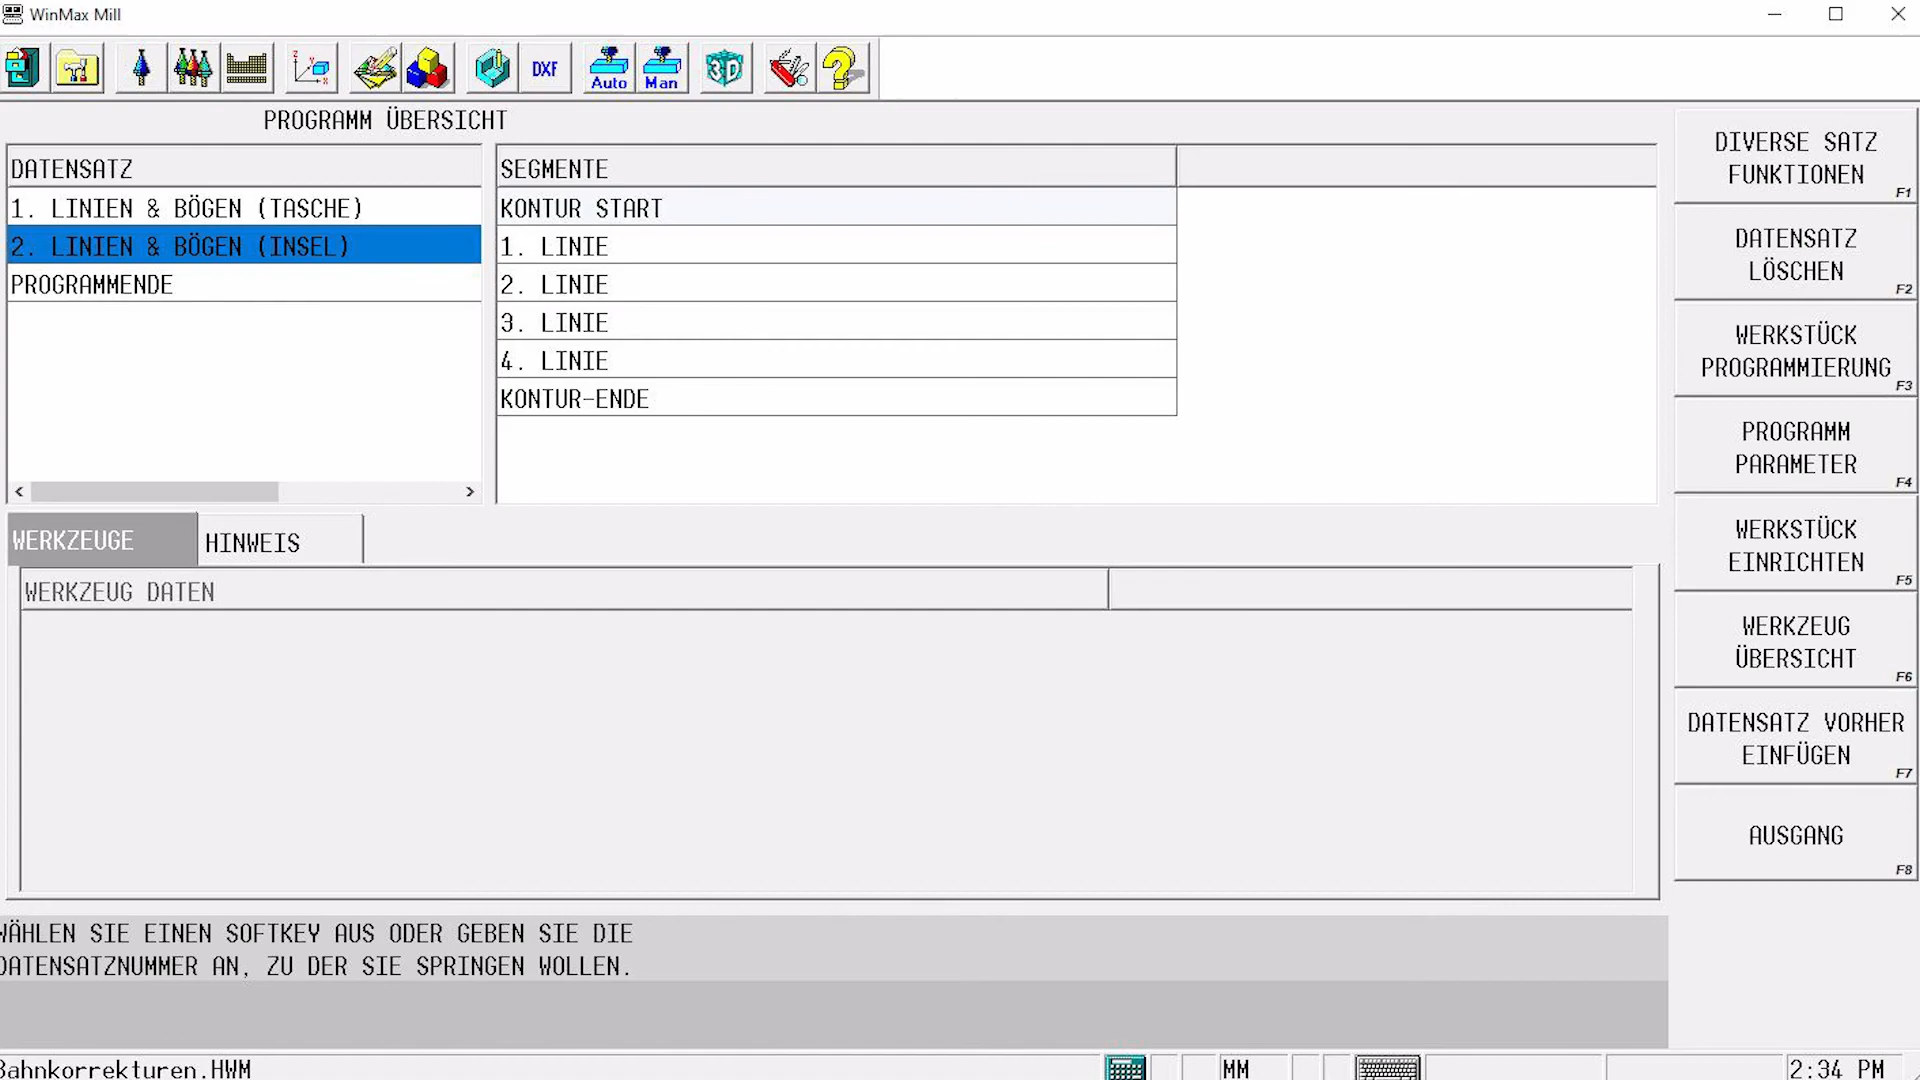 WinMax Mill
DXF
Auto
Man
3D
PROGRAMM ÜBERSICHT
DATENSATZ
1. LINIEN & BÖGEN (TASCHE)
2. LINIEN & BÖGEN (INSEL)
PROGRAMMENDE
SEGMENTE
KONTUR START
1. LINIE
2. LINIE
3. LINIE
4. LINIE
KONTUR-ENDE
WERKZEUGE
HINWEIS
WERKZEUG DATEN
DIVERSE SATZ
FUNKTIONEN
F1
DATENSATZ
LÖSCHEN
F2
WERKSTÜCK
PROGRAMMIERUNG
F3
PROGRAMM
PARAMETER
F4
WERKSTÜCK
EINRICHTEN
F5
WERKZEUG
ÜBERSICHT
F6
DATENSATZ VORHER
EINFÜGEN
F7
AUSGANG
F8
WÄHLEN SIE EINEN SOFTKEY AUS ODER GEBEN SIE DIE
DATENSATZNUMMER AN, ZU DER SIE SPRINGEN WOLLEN.
Bahnkorrekturen.HWM
MM
2:34 PM